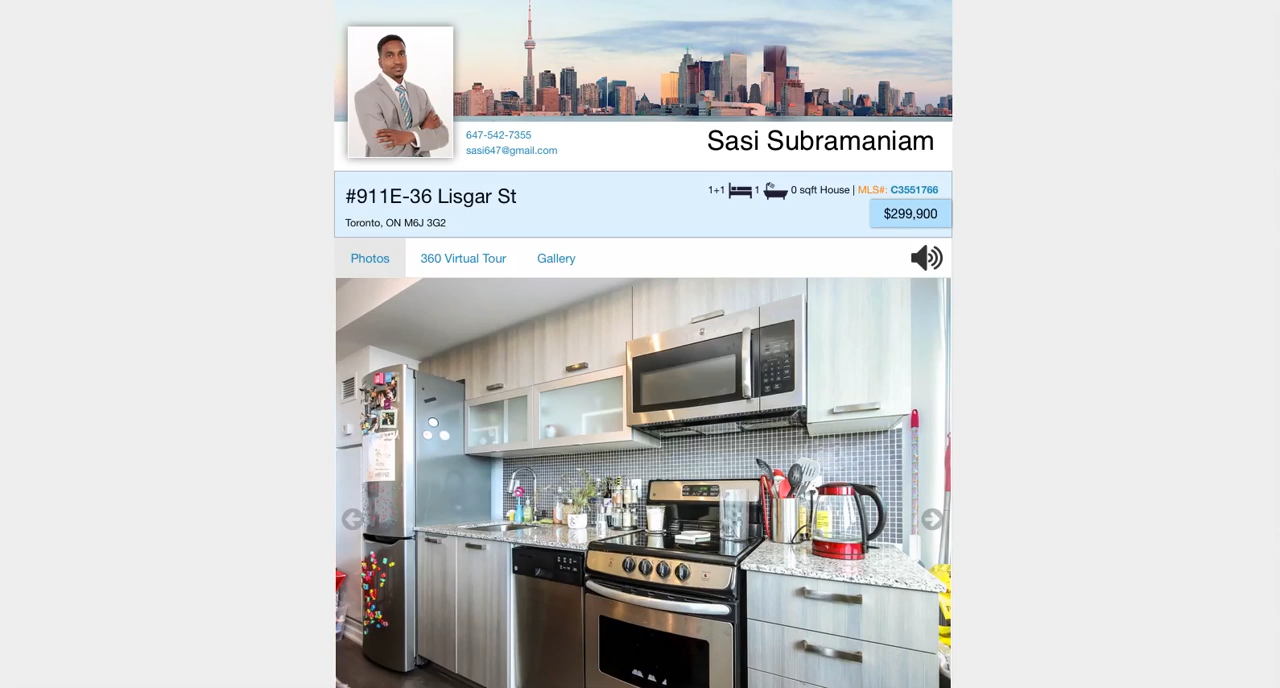 647-542-7355
sasi647@gmail.com
Sasi Subramaniam
#911E-36 Lisgar St
Toronto, ON M6J 3G2
1+1 1 0 sqft House | MLS#: C3551766
$299,900
Photos 360 Virtual Tour Gallery